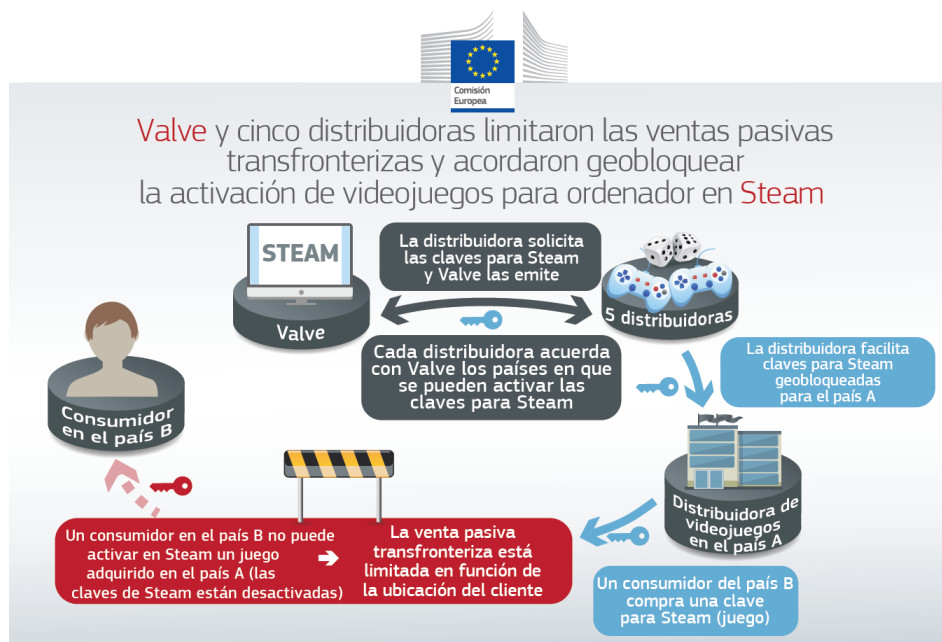 Comisión
Europea
Valve y cinco distribuidoras limitaron las ventas pasivas
transfronterizas y acordaron geobloquear
la activación de videojuegos para ordenador en Steam
STEAM
Valve
La distribuidora solicita
las claves para Steam
y Valve las emite
5 distribuidoras
Cada distribuidora acuerda
con Valve los países en que
se pueden activar las
claves para Steam
La distribuidora facilita
claves para Steam
geobloqueadas
para el país A
Consumidor
en el país B
Distribuidora de
videojuegos
en el país A
Un consumidor en el país B no puede
activar en Steam un juego
adquirido en el país A (las
claves de Steam están desactivadas)
La venta pasiva
transfronteriza está
limitada en función de
la ubicación del cliente
Un consumidor del país B
compra una clave
para Steam (juego)